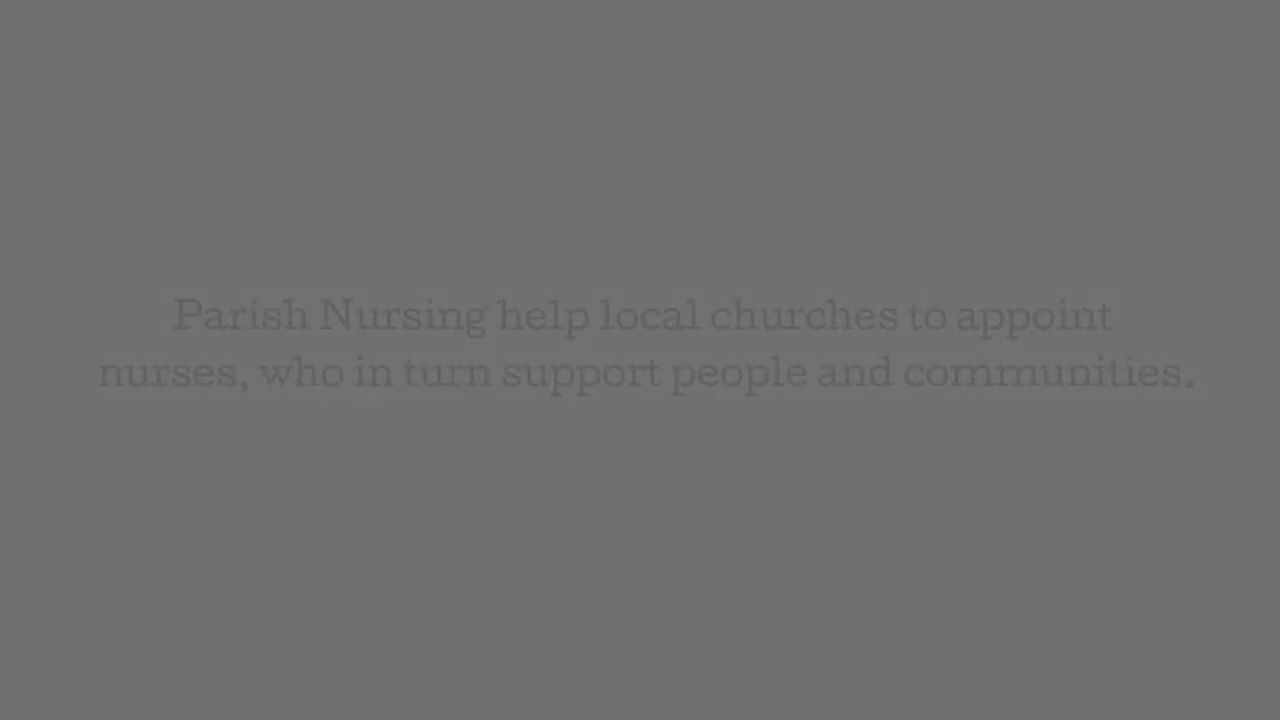 Parish Nursing help local churches to appoint
nurses, who in turn support people and communities.